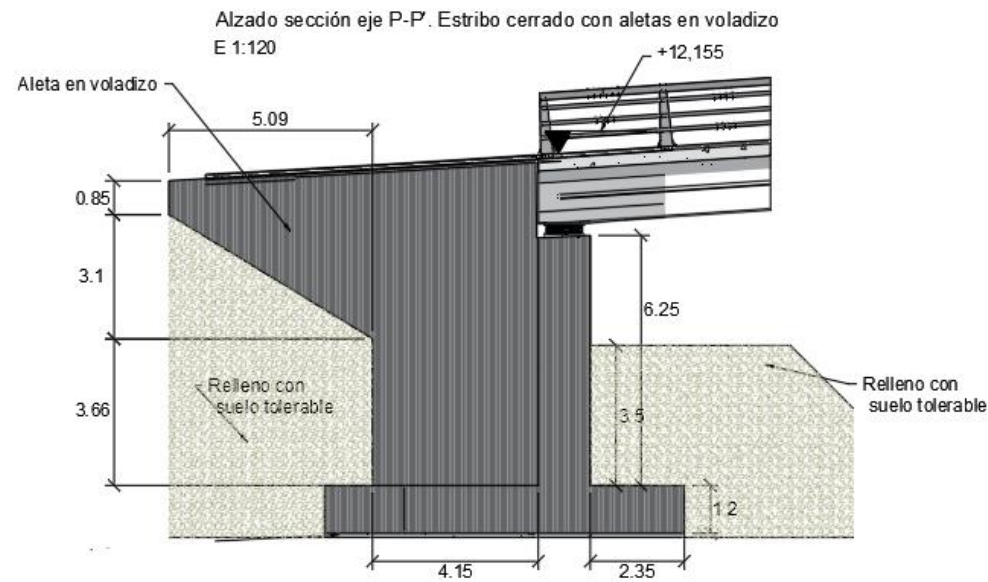 Alzado sección eje P-P'. Estribo cerrado con aletas en voladizo
E 1:120
+12,155
Aleta en voladizo
5.09
0.85
3.1
6.25
Relleno con
suelo tolerable
Relleno con
suelo tolerable
3.66
3.5
1.2
4.15
2.35